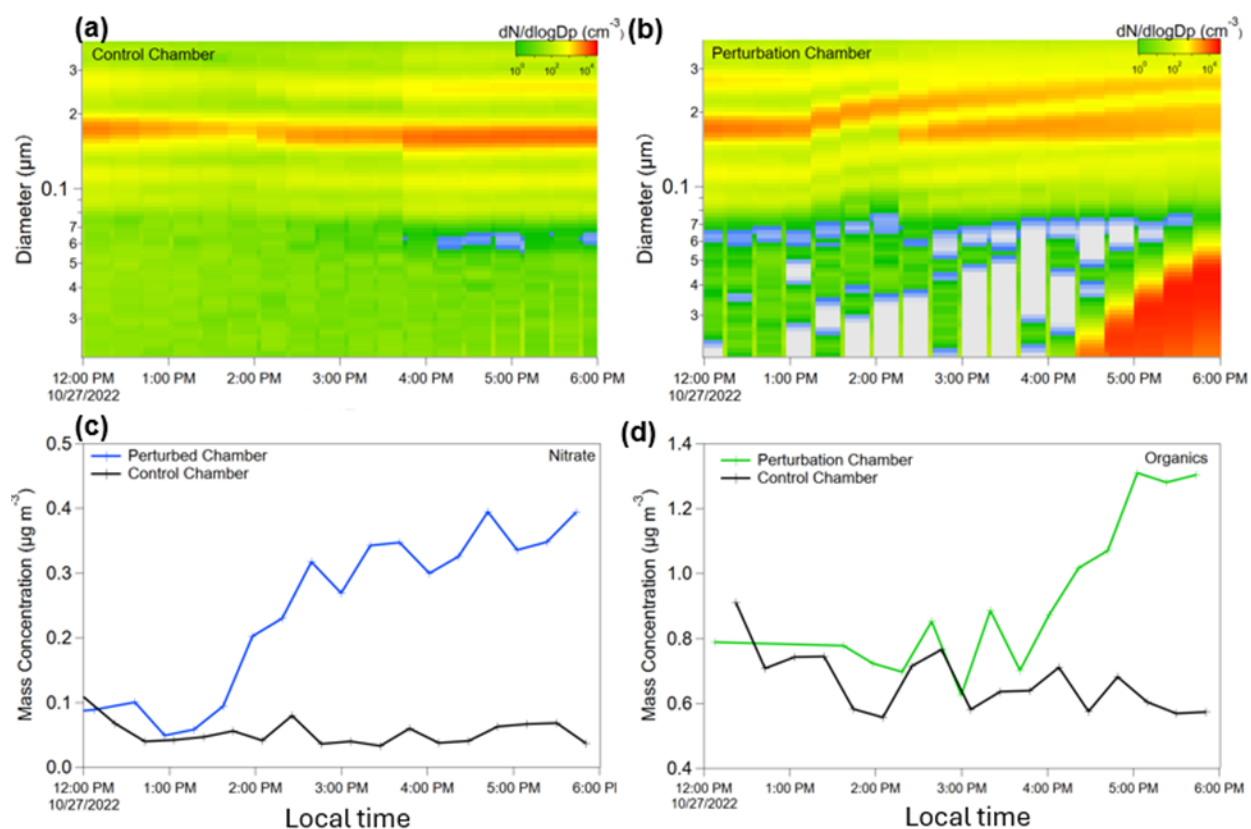 (a)
dN/dlogDp (cm⁻³)
Control Chamber
10⁰ 10² 10⁴
3
2
0.1
7
6
5
4
3
Diameter (µm)
12:00 PM 1:00 PM 2:00 PM 3:00 PM 4:00 PM 5:00 PM 6:00 PM
10/27/2022
(b)
dN/dlogDp (cm⁻³)
Perturbation Chamber
10⁰ 10² 10⁴
3
2
0.1
7
6
5
4
3
Diameter (µm)
12:00 PM 1:00 PM 2:00 PM 3:00 PM 4:00 PM 5:00 PM 6:00 PM
10/27/2022
(c)
Perturbed Chamber
Control Chamber
Nitrate
0.5
0.4
0.3
0.2
0.1
0.0
Mass Concentration (µg m⁻³)
12:00 PM 1:00 PM 2:00 PM 3:00 PM 4:00 PM 5:00 PM 6:00 PI
10/27/2022
Local time
(d)
Perturbation Chamber
Control Chamber
Organics
1.4
1.2
1.0
0.8
0.6
0.4
Mass Concentration (µg m⁻³)
12:00 PM 1:00 PM 2:00 PM 3:00 PM 4:00 PM 5:00 PM 6:00 PM
10/27/2022
Local time